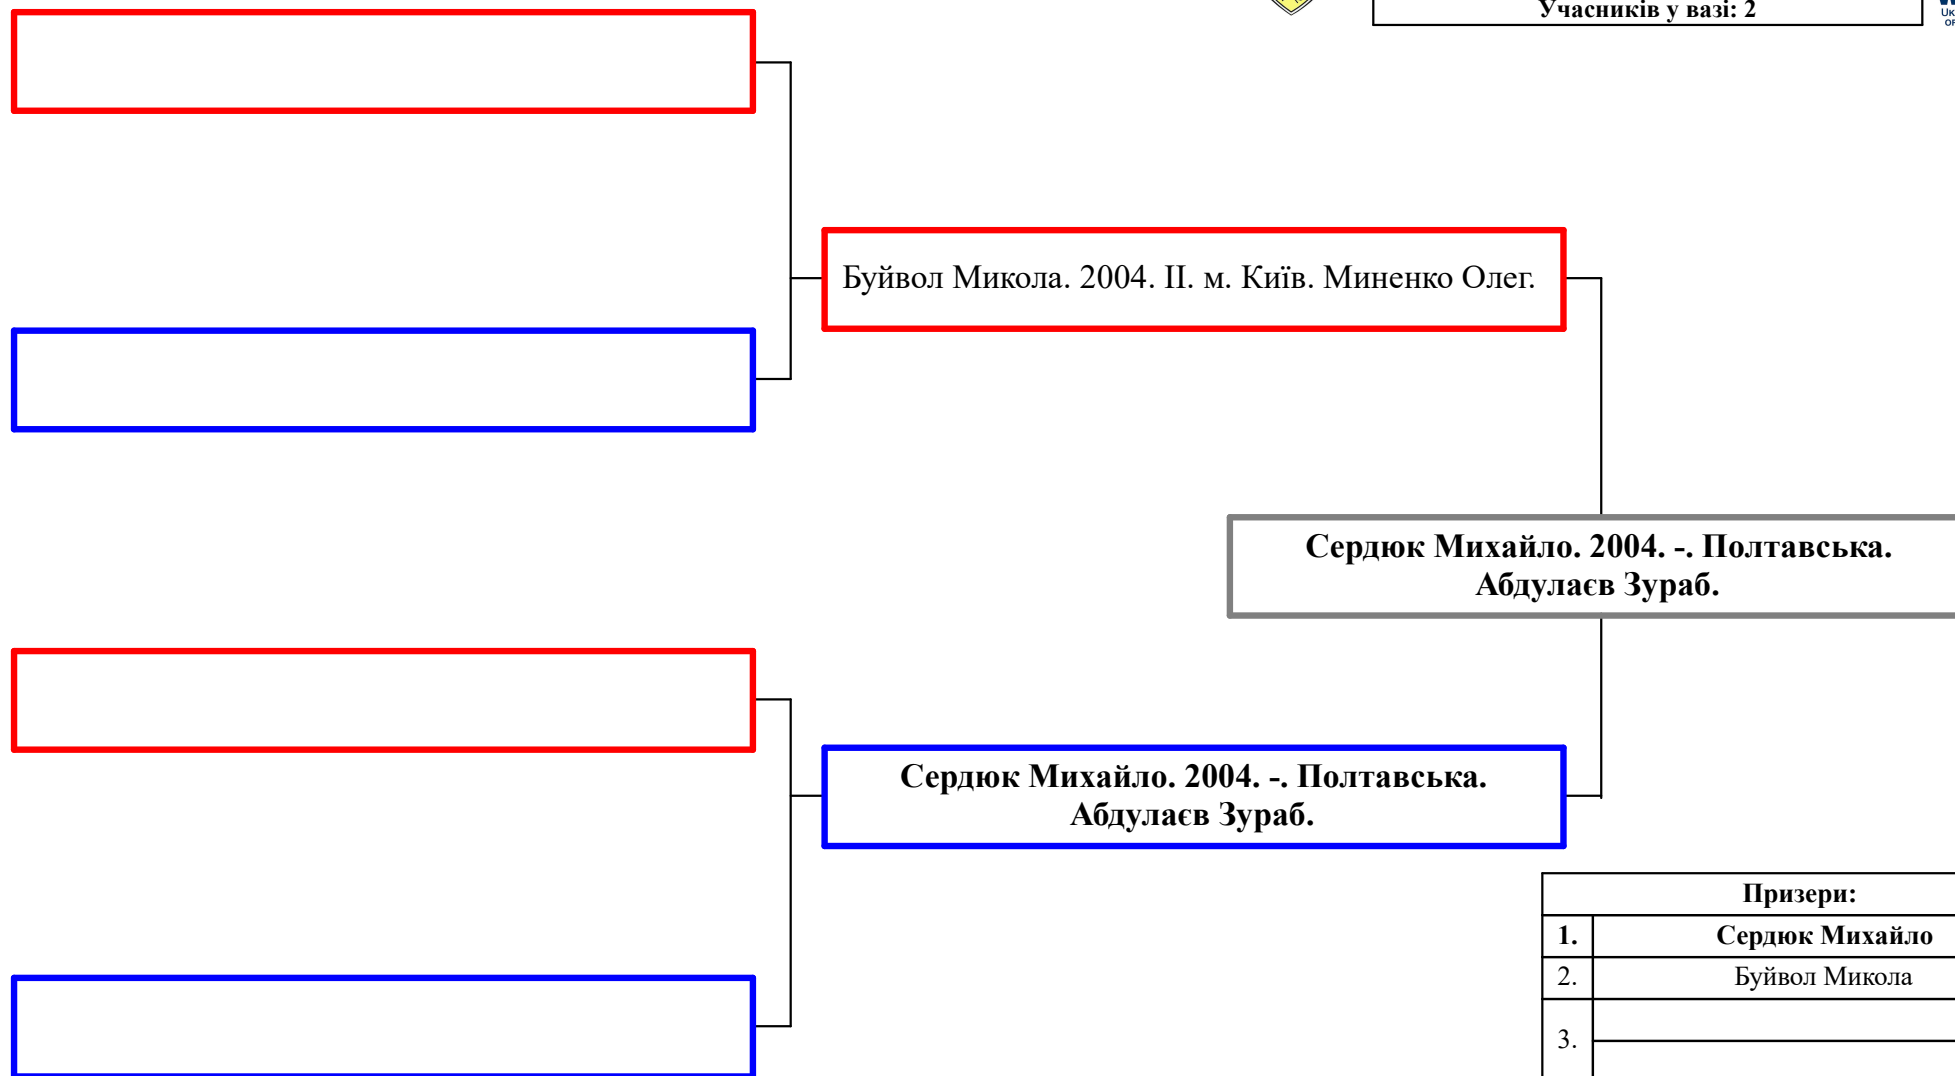 Учасників у вазі: 2
Буйвол Микола. 2004. II. м. Київ. Миненко Олег.
Сердюк Михайло. 2004. -. Полтавська.
Абдулаєв Зураб.
Сердюк Михайло. 2004. -. Полтавська.
Абдулаєв Зураб.
Призери:
1. Сердюк Михайло
2. Буйвол Микола
3.